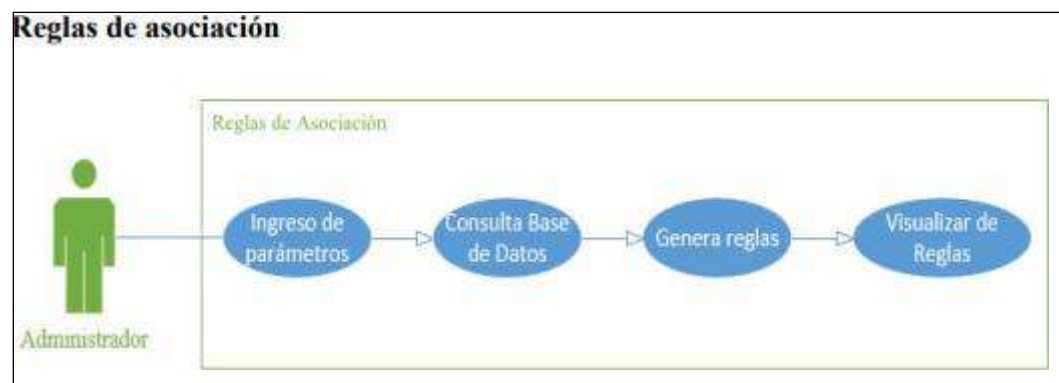 Reglas de asociación
Reglas de Asociación
Ingreso de
parámetros
Consulta Base
de Datos
Genera reglas
Visualizar de
Reglas
Administrador